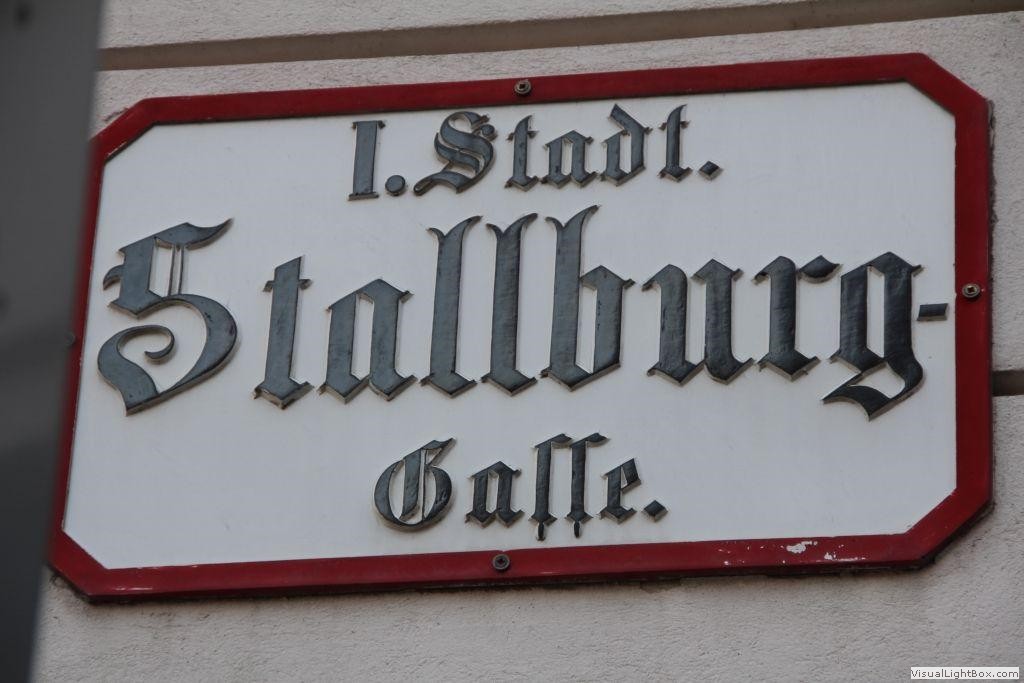 I. Stadt.
Stallburg-
Gaſſe.
VisualLightBox.com